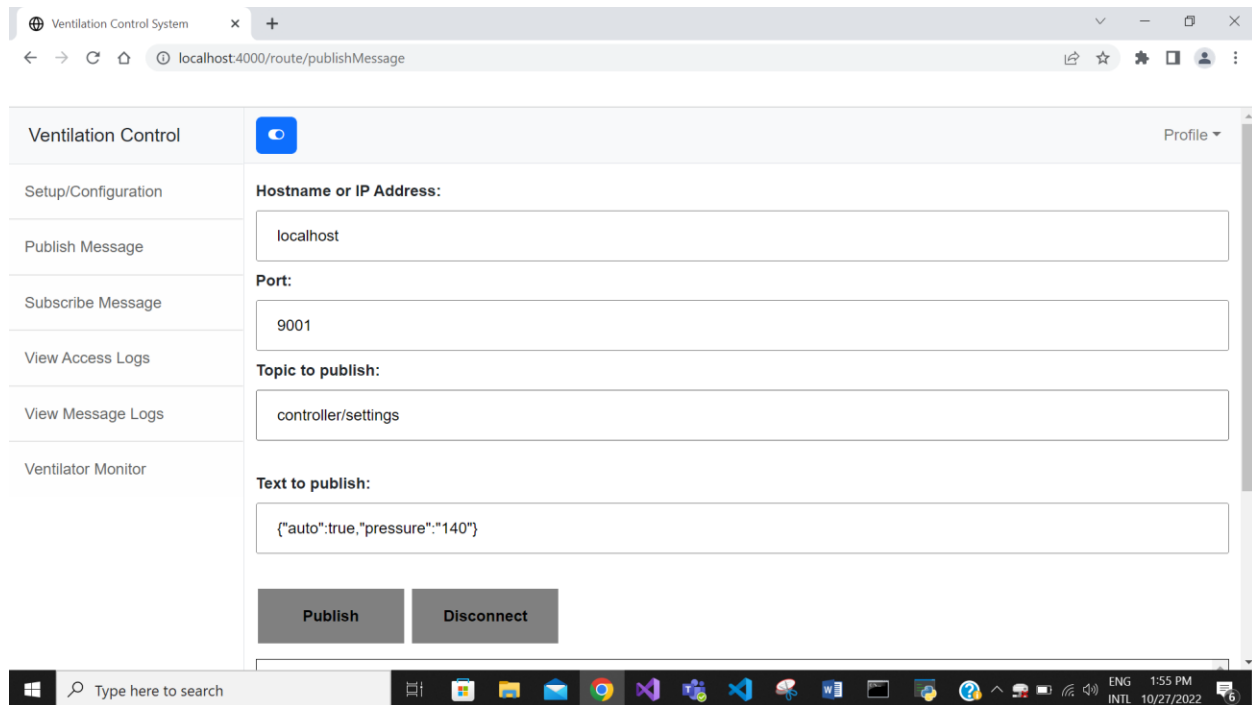 Ventilation Control System
localhost:4000/route/publishMessage
Ventilation Control
Profile
Setup/Configuration
Publish Message
Subscribe Message
View Access Logs
View Message Logs
Ventilator Monitor
Hostname or IP Address:
localhost
Port:
9001
Topic to publish:
controller/settings
Text to publish:
{"auto":true,"pressure":"140"}
Publish
Disconnect
Type here to search
ENG
INTL
1:55 PM
10/27/2022
6